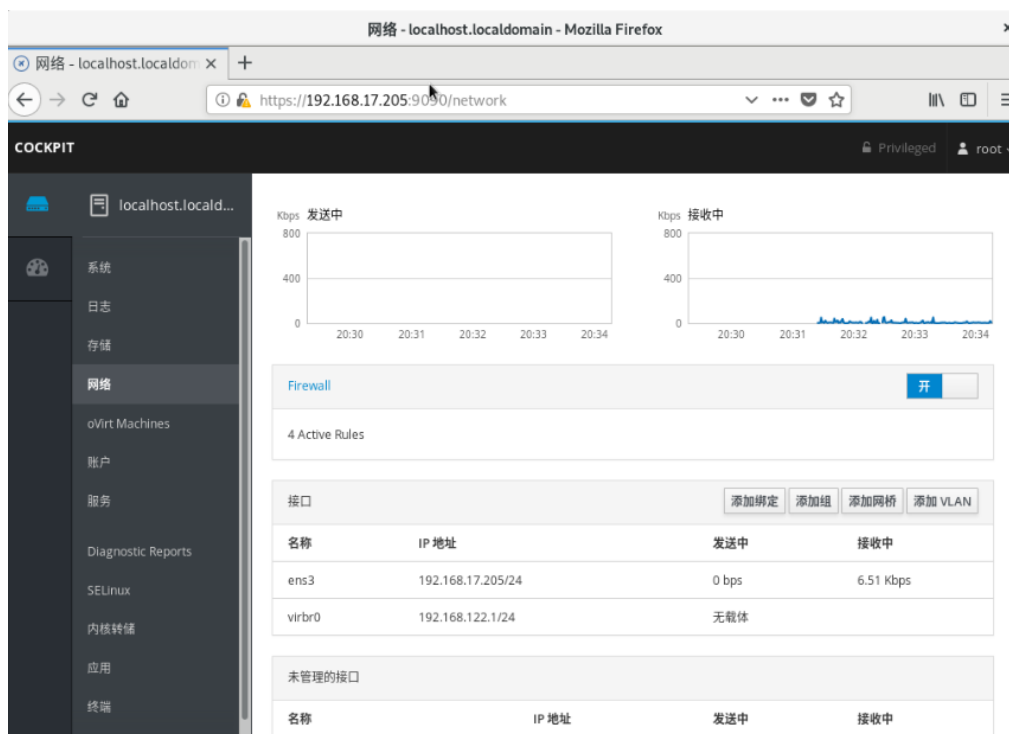 网络 - localhost.localdomain - Mozilla Firefox
网络 - localhost.localdom
https://192.168.17.205:9090/network
COCKPIT
Privileged
root
localhost.locald...
系统
日志
存储
网络
oVirt Machines
账户
服务
Diagnostic Reports
SELinux
内核转储
应用
终端
Kbps 发送中
800
400
0
20:30 20:31 20:32 20:33 20:34
Kbps 接收中
800
400
0
20:30 20:31 20:32 20:33 20:34
Firewall
开
4 Active Rules
接口
添加绑定 添加组 添加网桥 添加 VLAN
名称 IP 地址 发送中 接收中
ens3 192.168.17.205/24 0 bps 6.51 Kbps
virbr0 192.168.122.1/24 无载体
未管理的接口
名称 IP 地址 发送中 接收中